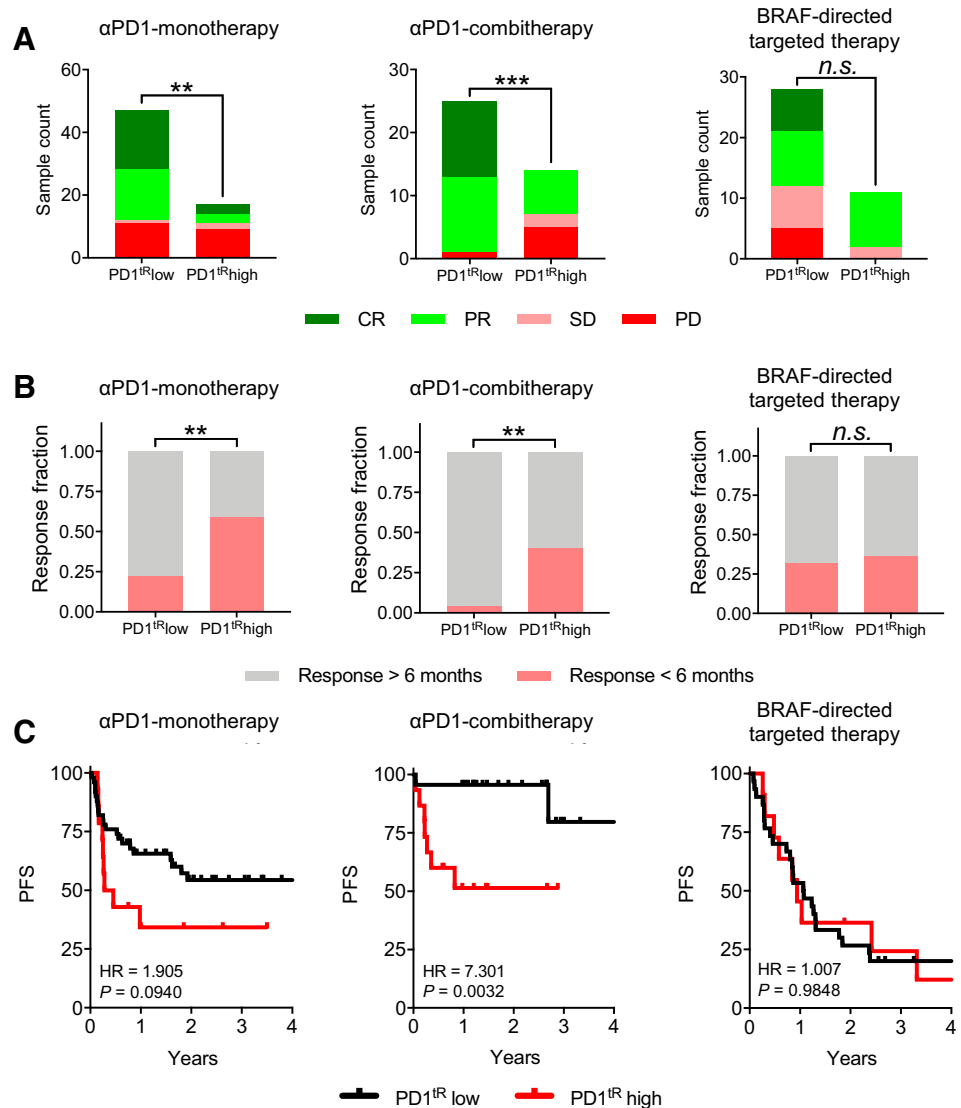 A
αPD1-monotherapy
αPD1-combitherapy
BRAF-directed
targeted therapy
Sample count
60
40
20
0
**
PD1tRlow
PD1tRhigh
Sample count
30
20
10
0
***
PD1tRlow
PD1tRhigh
Sample count
30
20
10
0
n.s.
PD1tRlow
PD1tRhigh
CR PR SD PD
B
αPD1-monotherapy
αPD1-combitherapy
BRAF-directed
targeted therapy
Response fraction
1.00
0.75
0.50
0.25
0.00
**
PD1tRlow
PD1tRhigh
Response fraction
1.00
0.75
0.50
0.25
0.00
**
PD1tRlow
PD1tRhigh
Response fraction
1.00
0.75
0.50
0.25
0.00
n.s.
PD1tRlow
PD1tRhigh
Response > 6 months Response < 6 months
C
αPD1-monotherapy
αPD1-combitherapy
BRAF-directed
targeted therapy
PFS
100
75
50
25
0
HR = 1.905
P = 0.0940
0 1 2 3 4
Years
PFS
100
75
50
25
0
HR = 7.301
P = 0.0032
0 1 2 3 4
Years
PFS
100
75
50
25
0
HR = 1.007
P = 0.9848
0 1 2 3 4
Years
PD1tR low PD1tR high